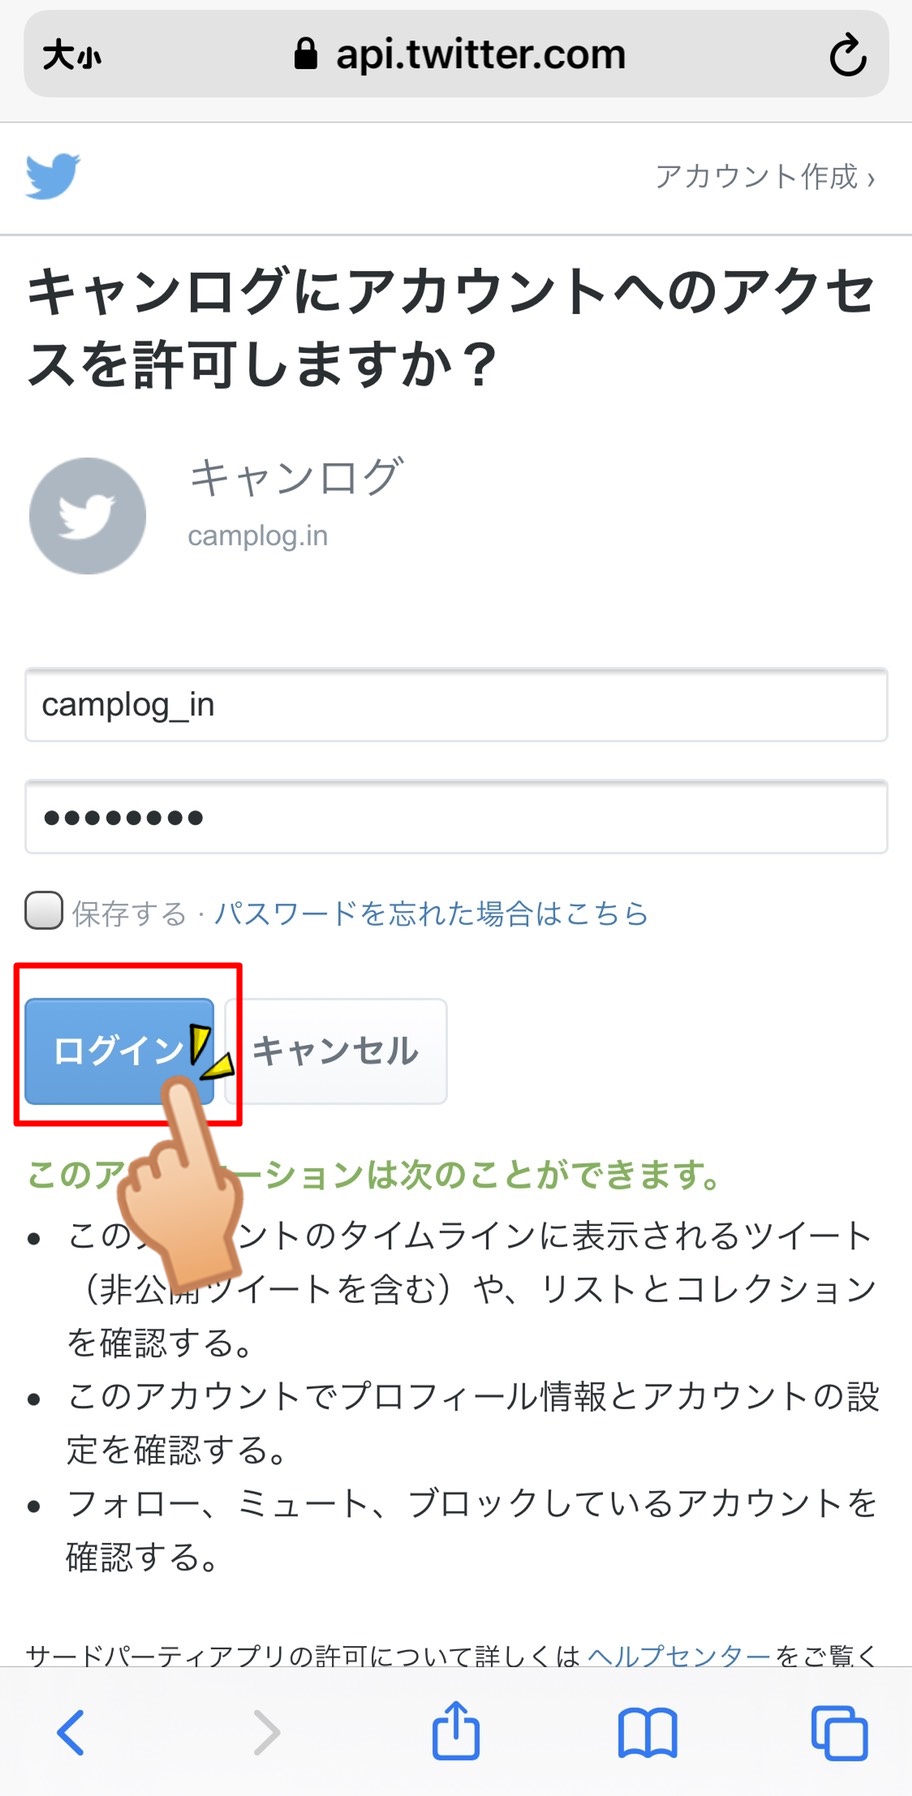 大小 api.twitter.com
アカウント作成 ›
キャンログにアカウントへのアクセ
スを許可しますか？
キャンログ
camplog.in
camplog_in
••••••••
保存する · パスワードを忘れた場合はこちら
ログイン キャンセル
このア ーションは次のことができます。
• この ントのタイムラインに表示されるツイート
（非公開ツイートを含む）や、リストとコレクション
を確認する。
• このアカウントでプロフィール情報とアカウントの設
定を確認する。
• フォロー、ミュート、ブロックしているアカウントを
確認する。
サードパーティアプリの許可について詳しくは ヘルプセンター をご覧く